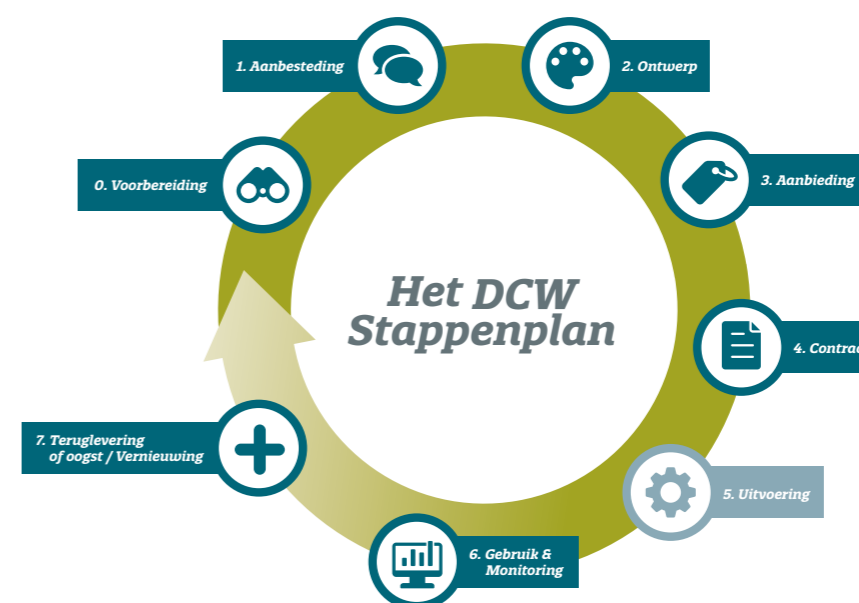 Het DCW
Stappenplan
0. Voorbereiding
1. Aanbesteding
2. Ontwerp
3. Aanbieding
4. Contrac
5. Uitvoering
6. Gebruik &
Monitoring
7. Teruglevering
of oogst / Vernieuwing